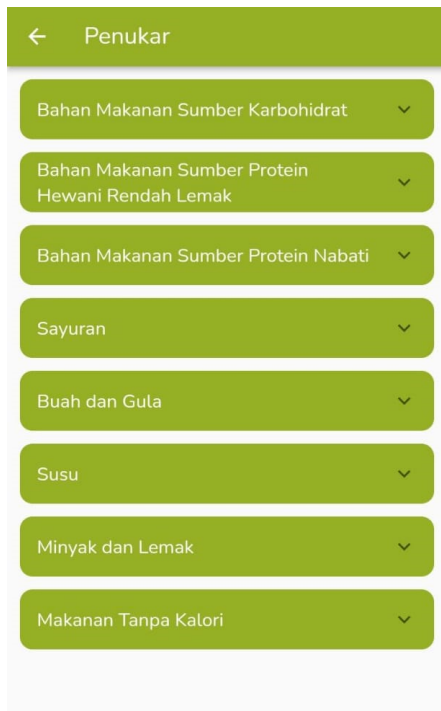 Penukar
Bahan Makanan Sumber Karbohidrat
Bahan Makanan Sumber Protein
Hewani Rendah Lemak
Bahan Makanan Sumber Protein Nabati
Sayuran
Buah dan Gula
Susu
Minyak dan Lemak
Makanan Tanpa Kalori